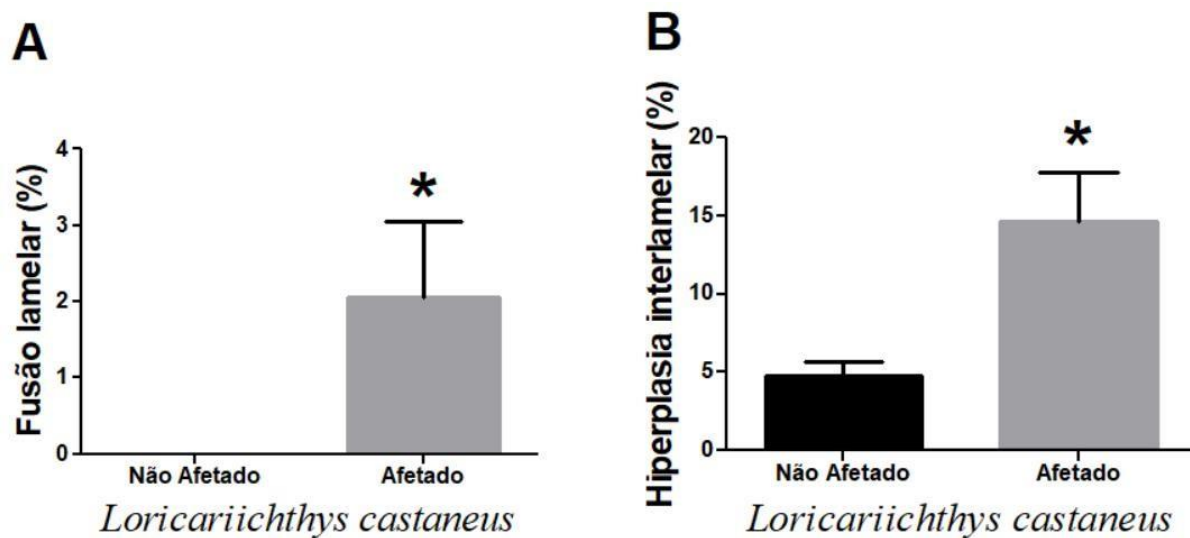 A
Fusão lamelar (%)
4
3
2
1
0
*
Não Afetado
Afetado
Loricariichthys castaneus
B
Hiperplasia interlamelar (%)
20
15
10
5
0
*
Não Afetado
Afetado
Loricariichthys castaneus